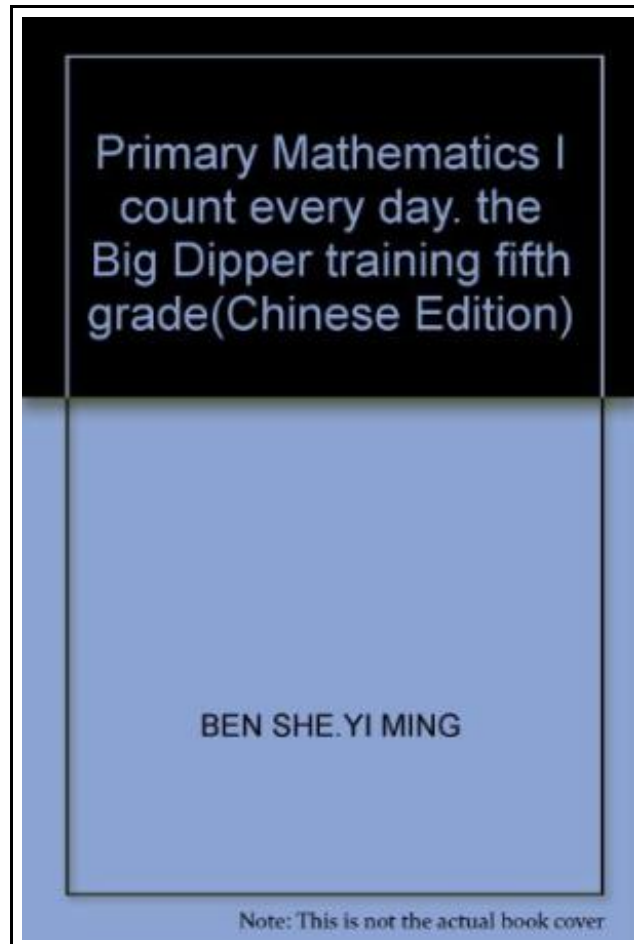 Primary Mathematics I
count every day. the
Big Dipper training fifth
grade(Chinese Edition)
BEN SHE.YI MING
Note: This is not the actual book cover